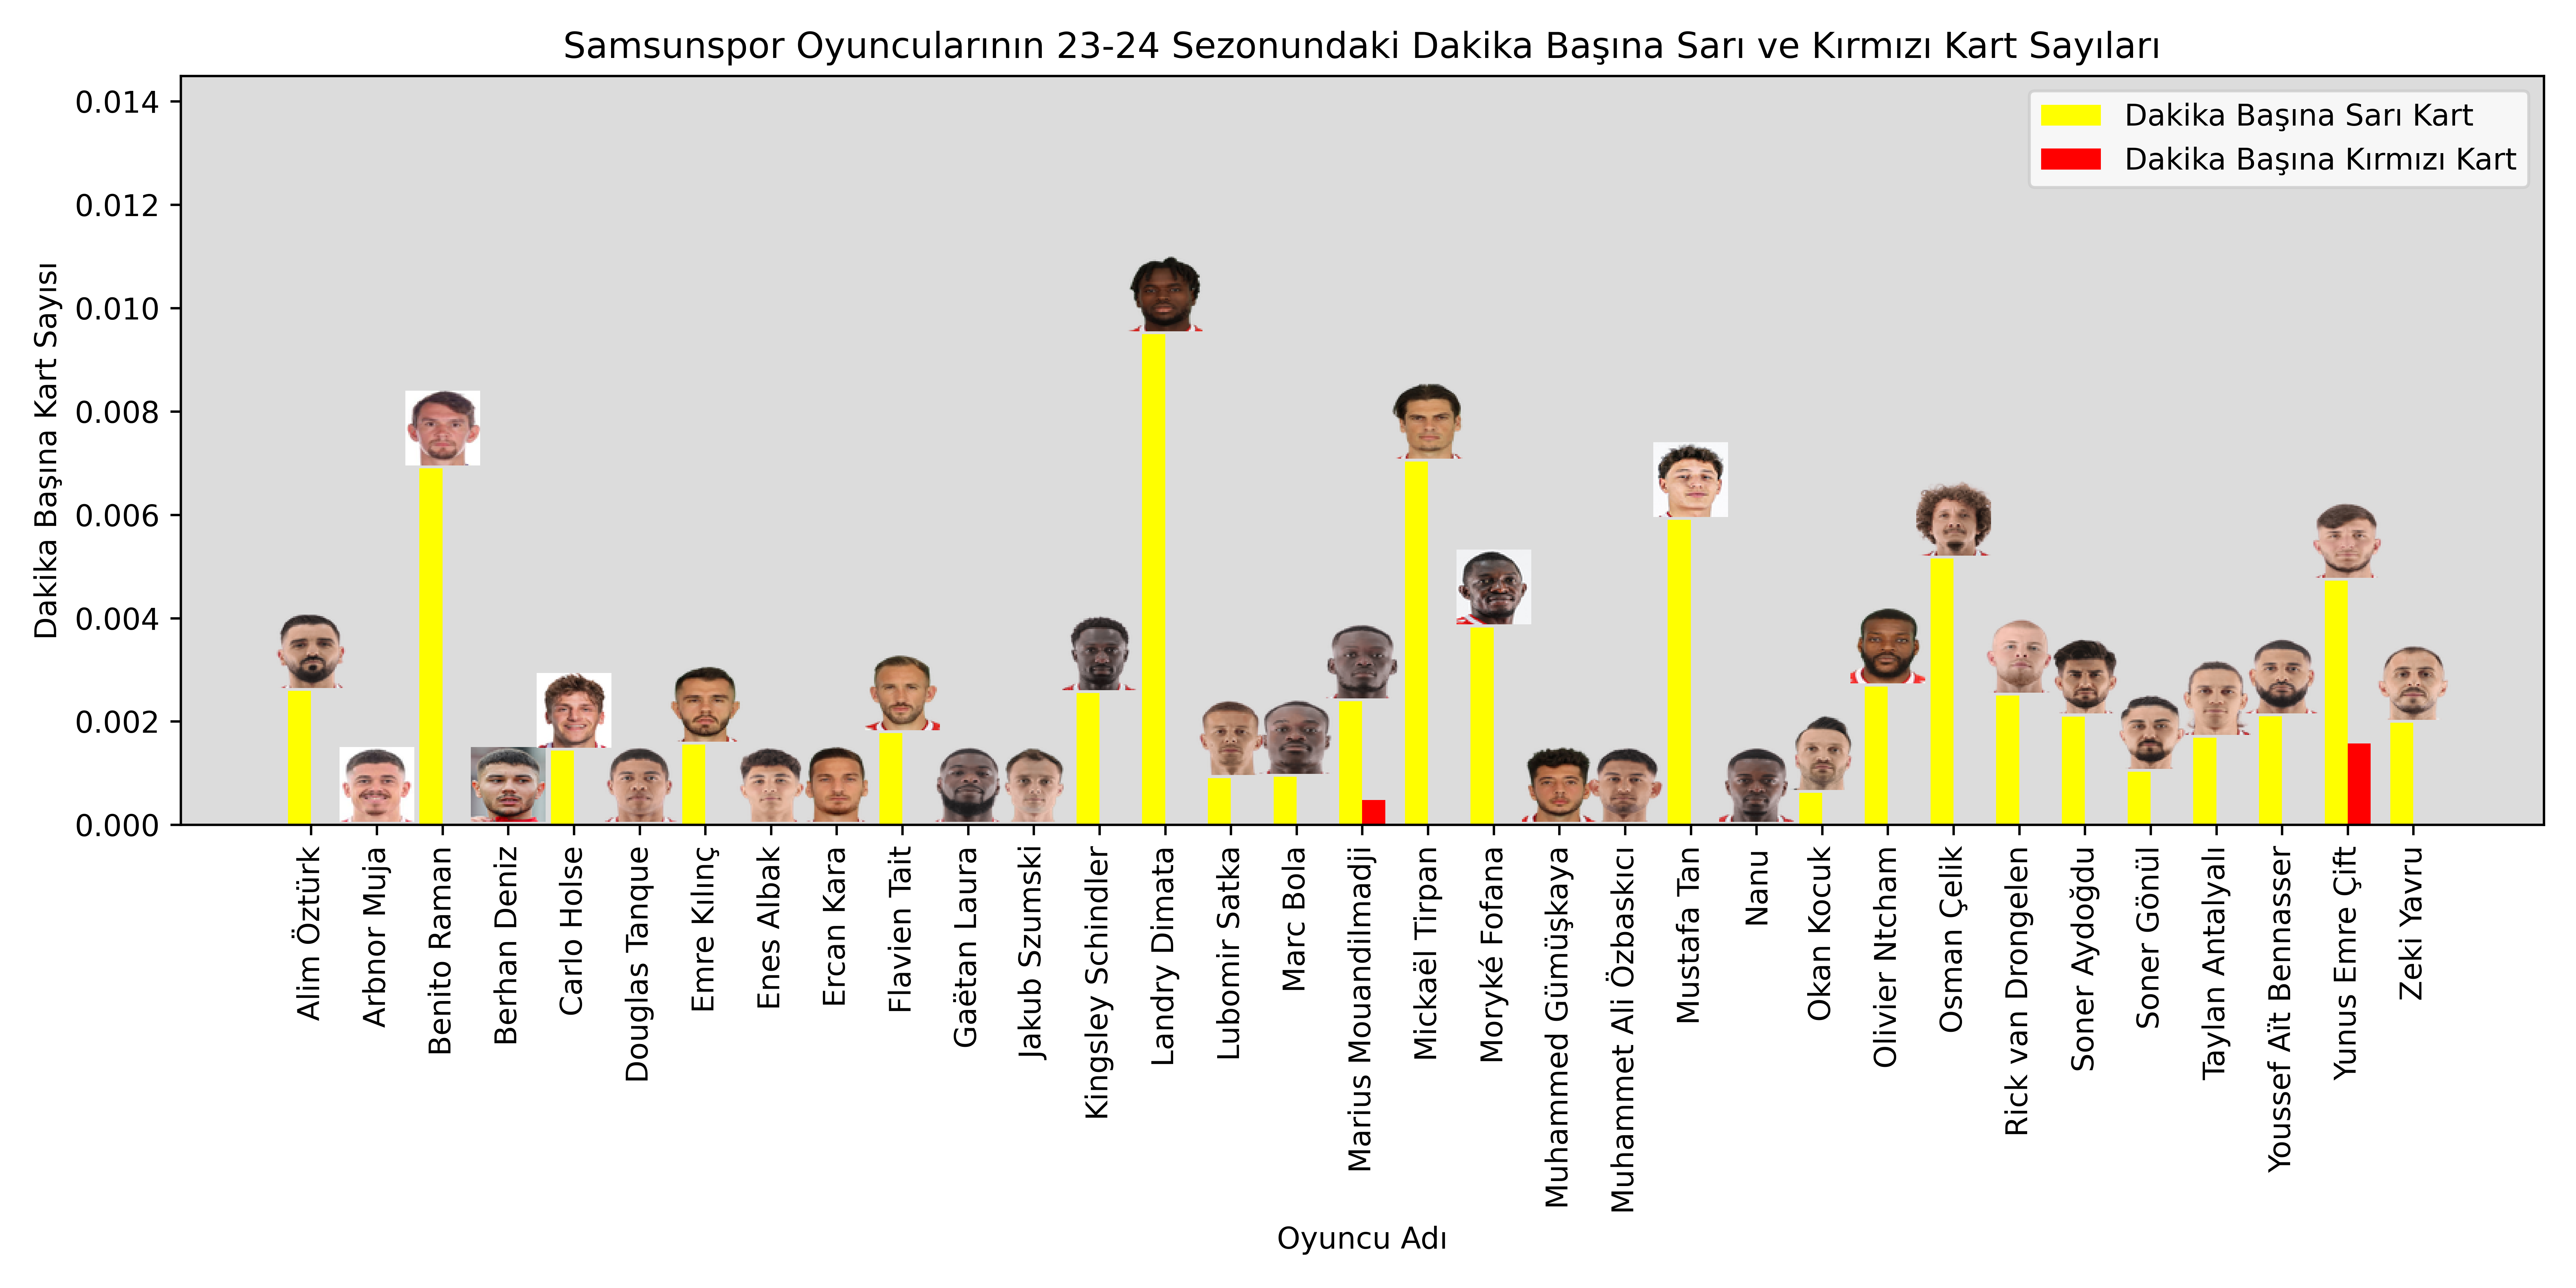 Samsunspor Oyuncularının 23-24 Sezonundaki Dakika Başına Sarı ve Kırmızı Kart Sayıları
Dakika Başına Sarı Kart
Dakika Başına Kırmızı Kart
Dakika Başına Kart Sayısı
0.014
0.012
0.010
0.008
0.006
0.004
0.002
0.000
Alim Öztürk
Arbnor Muja
Benito Raman
Berhan Deniz
Carlo Holse
Douglas Tanque
Emre Kılınç
Enes Albak
Ercan Kara
Flavien Tait
Gaëtan Laura
Jakub Szumski
Kingsley Schindler
Landry Dimata
Lubomir Satka
Marc Bola
Marius Mouandilmadji
Mickaël Tirpan
Moryké Fofana
Muhammed Gümüşkaya
Muhammet Ali Özbaskıcı
Mustafa Tan
Nanu
Okan Kocuk
Olivier Ntcham
Osman Çelik
Rick van Drongelen
Soner Aydoğdu
Soner Gönül
Taylan Antalyalı
Youssef Aït Bennasser
Yunus Emre Çift
Zeki Yavru
Oyuncu Adı